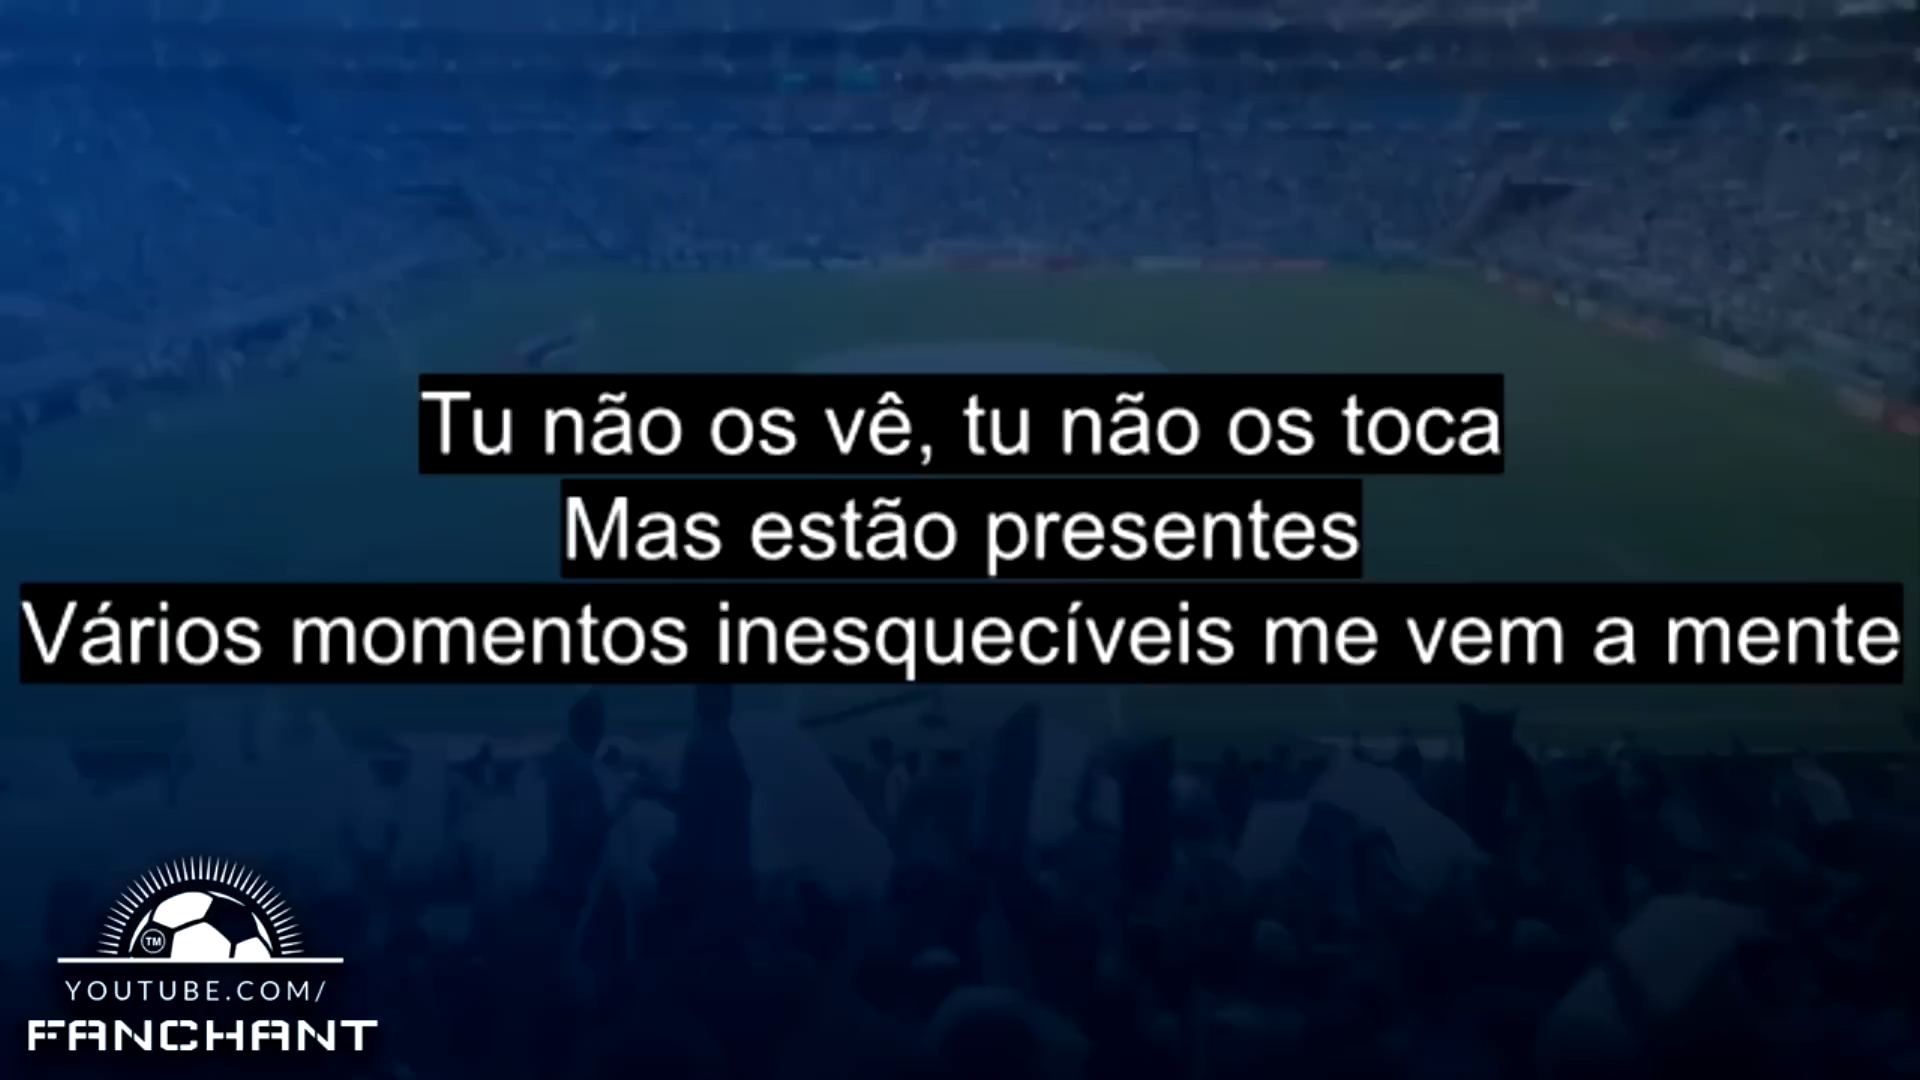 Tu não os vê, tu não os toca
Mas estão presentes
Vários momentos inesquecíveis me vem a mente
TM
YOUTUBE.COM/
FANCHANT